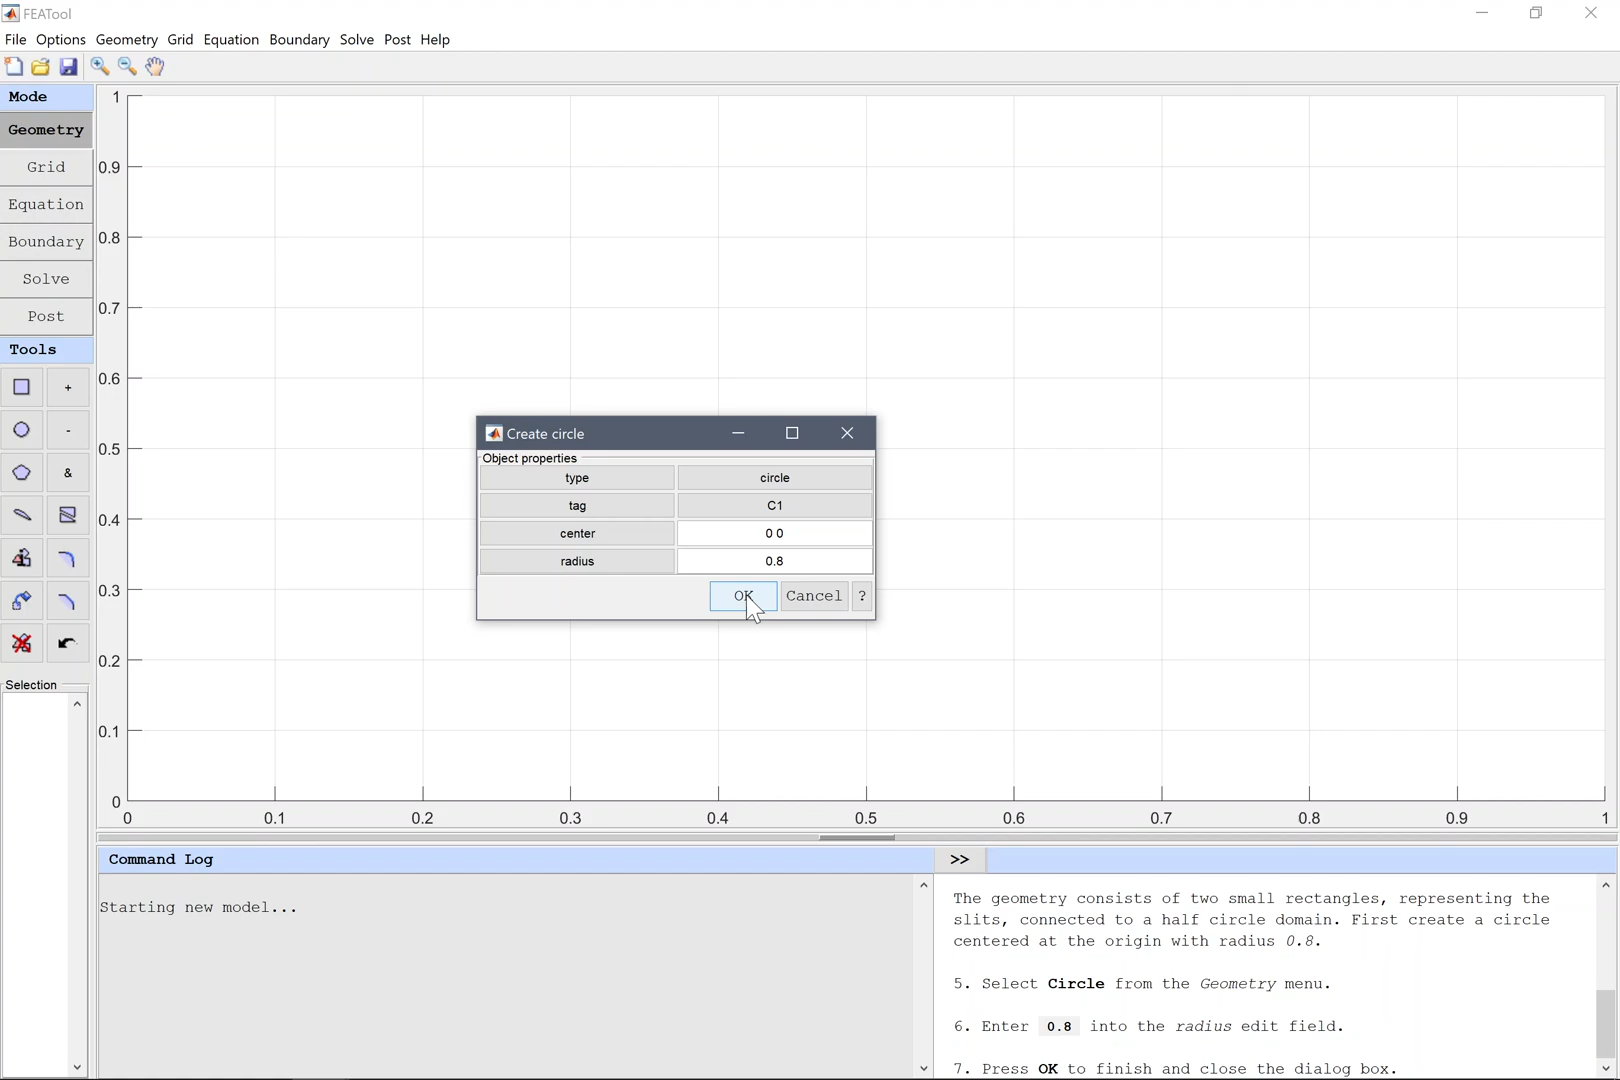 FEATool
File Options Geometry Grid Equation Boundary Solve Post Help
Mode
Geometry
Grid
Equation
Boundary
Solve
Post
Tools
+
-
&
Selection
1
0.9
0.8
0.7
0.6
0.5
0.4
0.3
0.2
0.1
0
0 0.1 0.2 0.3 0.4 0.5 0.6 0.7 0.8 0.9 1
Create circle
Object properties
type circle
tag C1
center 0 0
radius 0.8
OK Cancel ?
Command Log
Starting new model...
>>
The geometry consists of two small rectangles, representing the
slits, connected to a half circle domain. First create a circle
centered at the origin with radius 0.8.
5. Select Circle from the Geometry menu.
6. Enter 0.8 into the radius edit field.
7. Press OK to finish and close the dialog box.